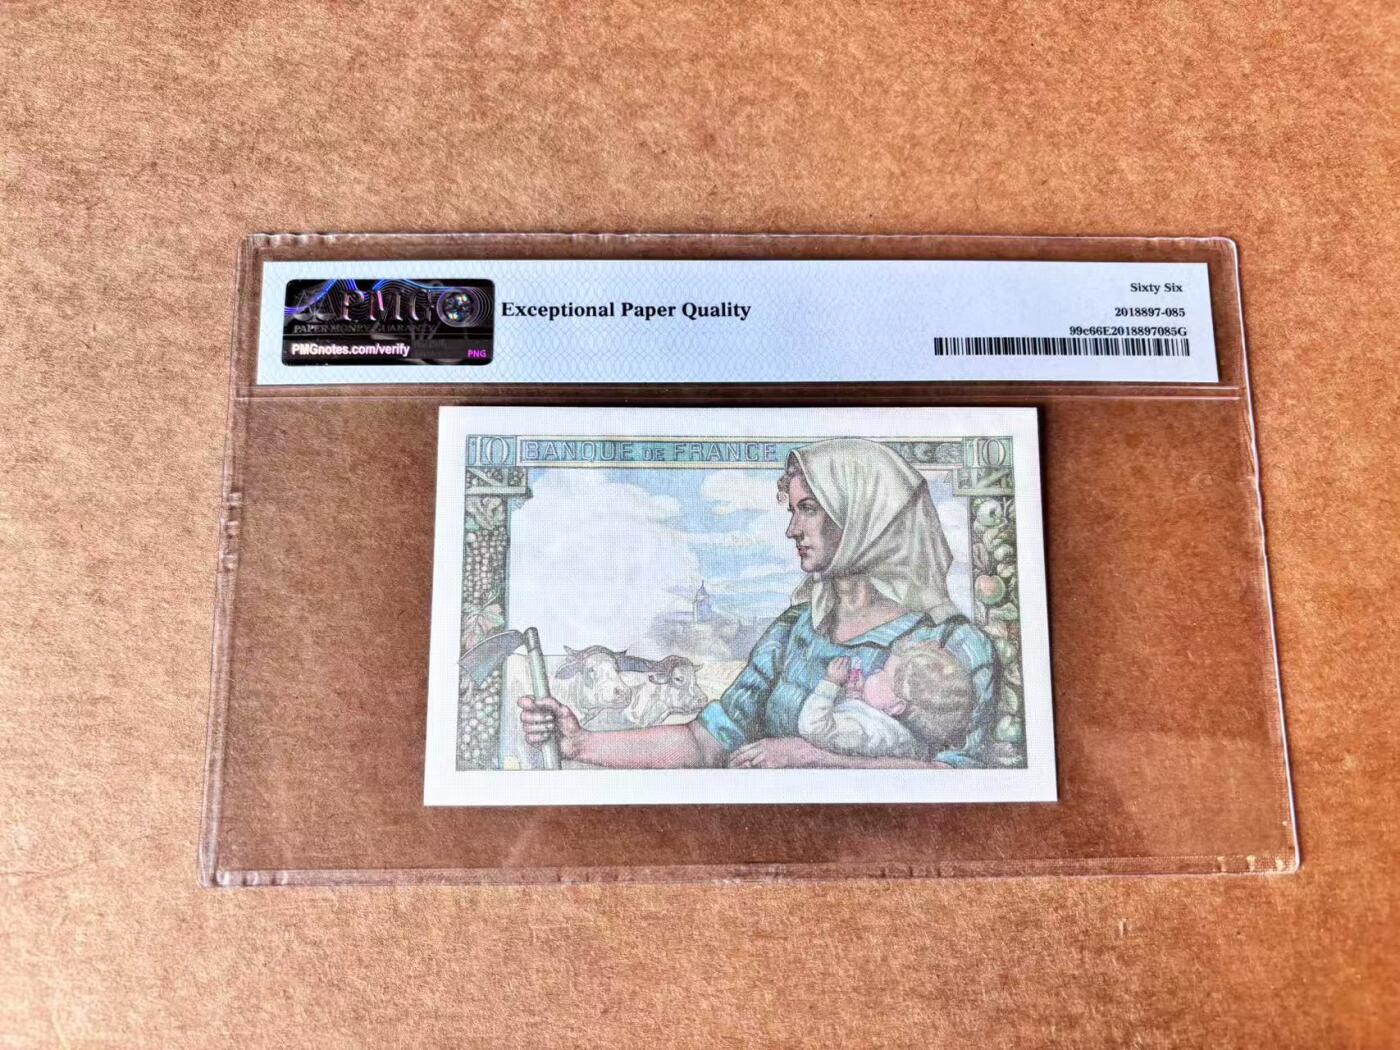 PMG
PAPER MONEY GUARANTY
PMGnotes.com/verify
PNG
Exceptional Paper Quality
Sixty Six
2018897-085
99c66E2018897085G
10 BANQUE DE FRANCE 10